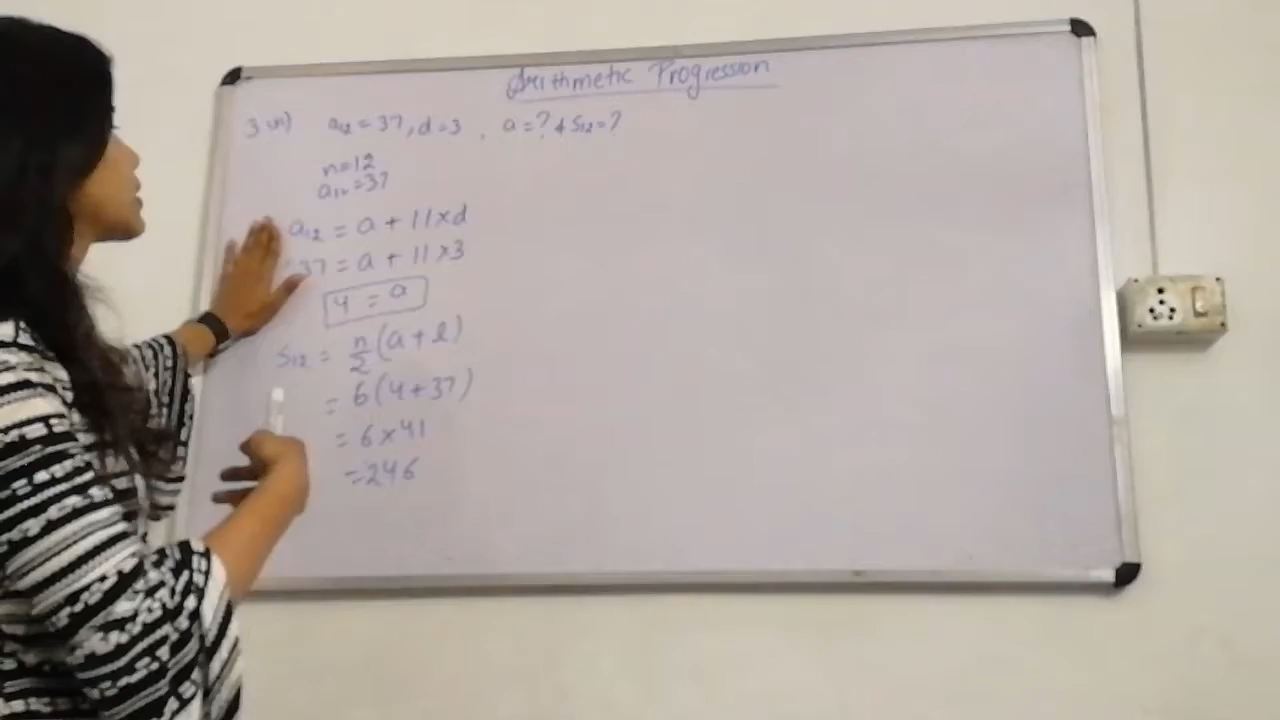 Arithmetic Progression
3 vii) a12 = 37, d=3 , a = ? & S12 = ?
n=12
a12=37
a12 = a + 11×d
37 = a + 11×3
4 = a
S12 = n/2 (a + l)
= 6(4+37)
= 6×41
=246